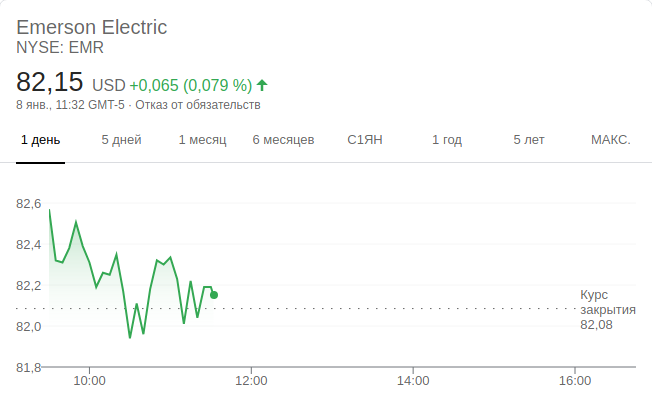 Emerson Electric
NYSE: EMR
82,15 USD +0,065 (0,079 %)
8 янв., 11:32 GMT-5 · Отказ от обязательств
1 день 5 дней 1 месяц 6 месяцев С1ЯН 1 год 5 лет МАКС.
82,6
82,4
82,2
82,0
81,8
Курс
закрытия
82,08
10:00 12:00 14:00 16:00